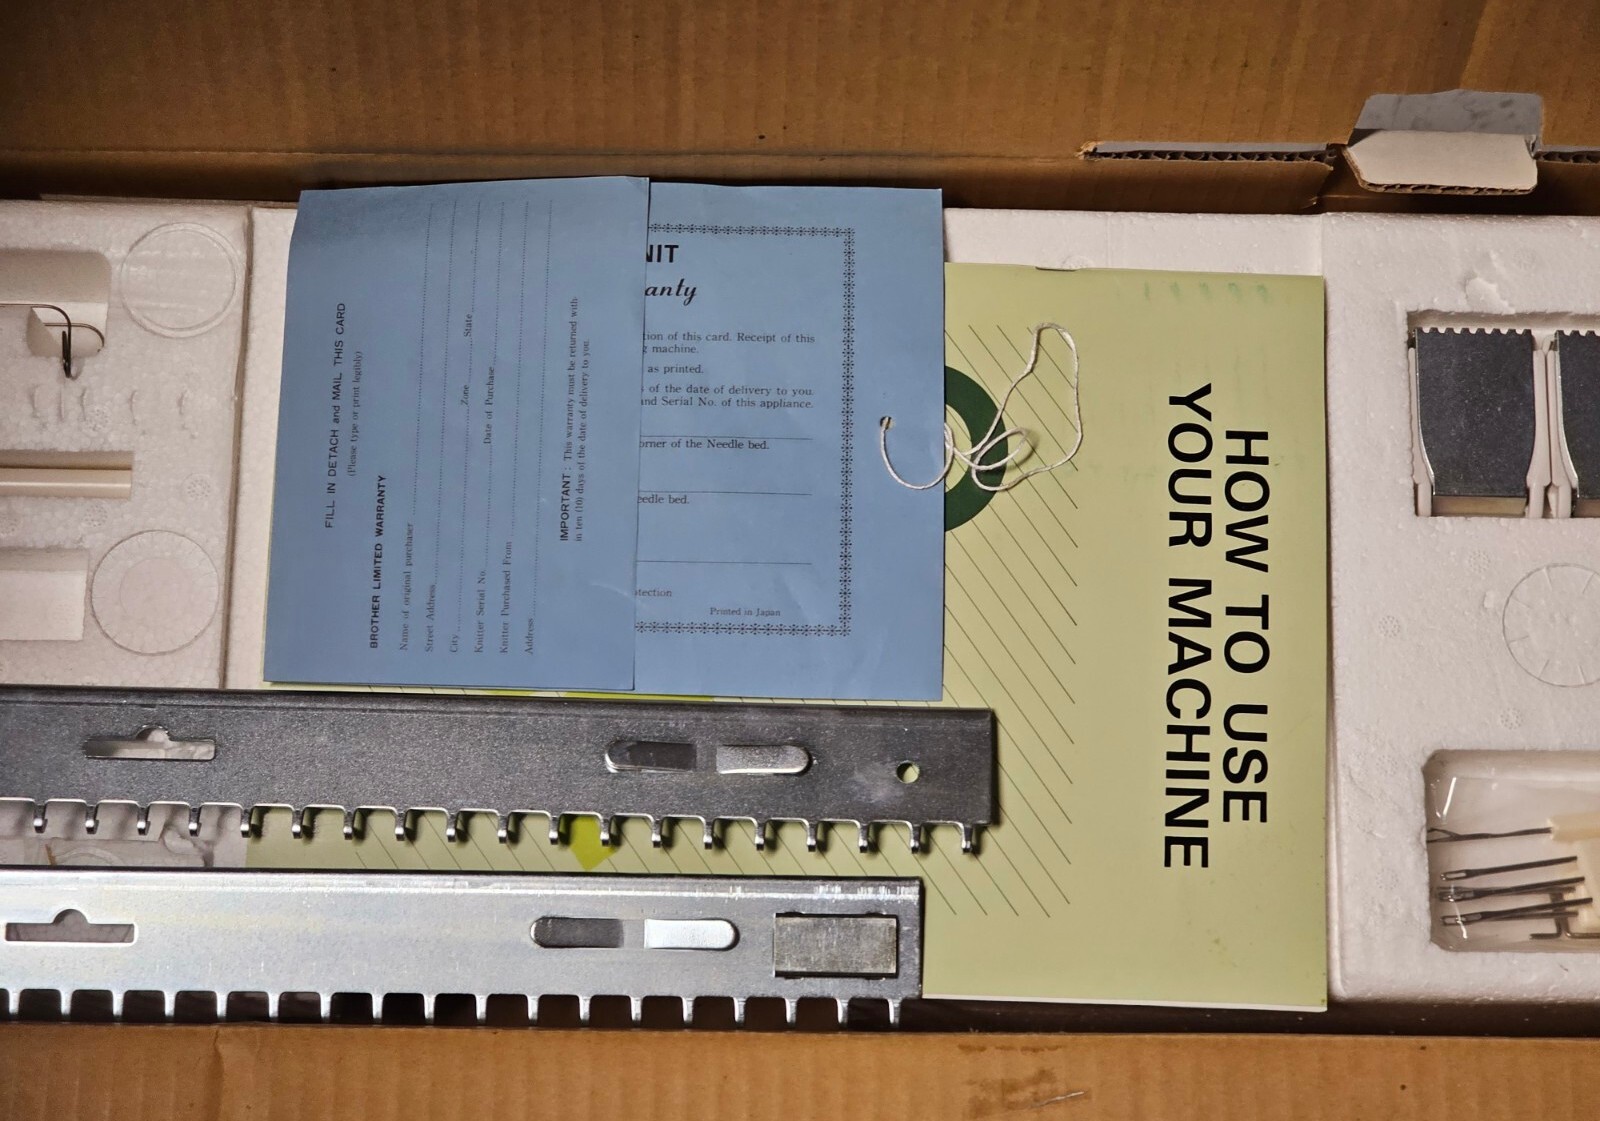 FILL IN DETACH and MAIL THIS CARD
(Please type or print legibly)
BROTHER LIMITED WARRANTY
Name of original purchaser
Street Address
City Zone State
Knitter Serial No. Date of Purchase
Knitter Purchased From
Address
IMPORTANT : This warranty must be returned with-
in ten (10) days of the date of delivery to you.
NIT
anty
tion of this card. Receipt of this
machine.
as printed.
of the date of delivery to you
and Serial No. of this appliance.
orner of the Needle bed.
eedle bed.
otection
Printed in Japan
HOW TO USE
YOUR MACHINE